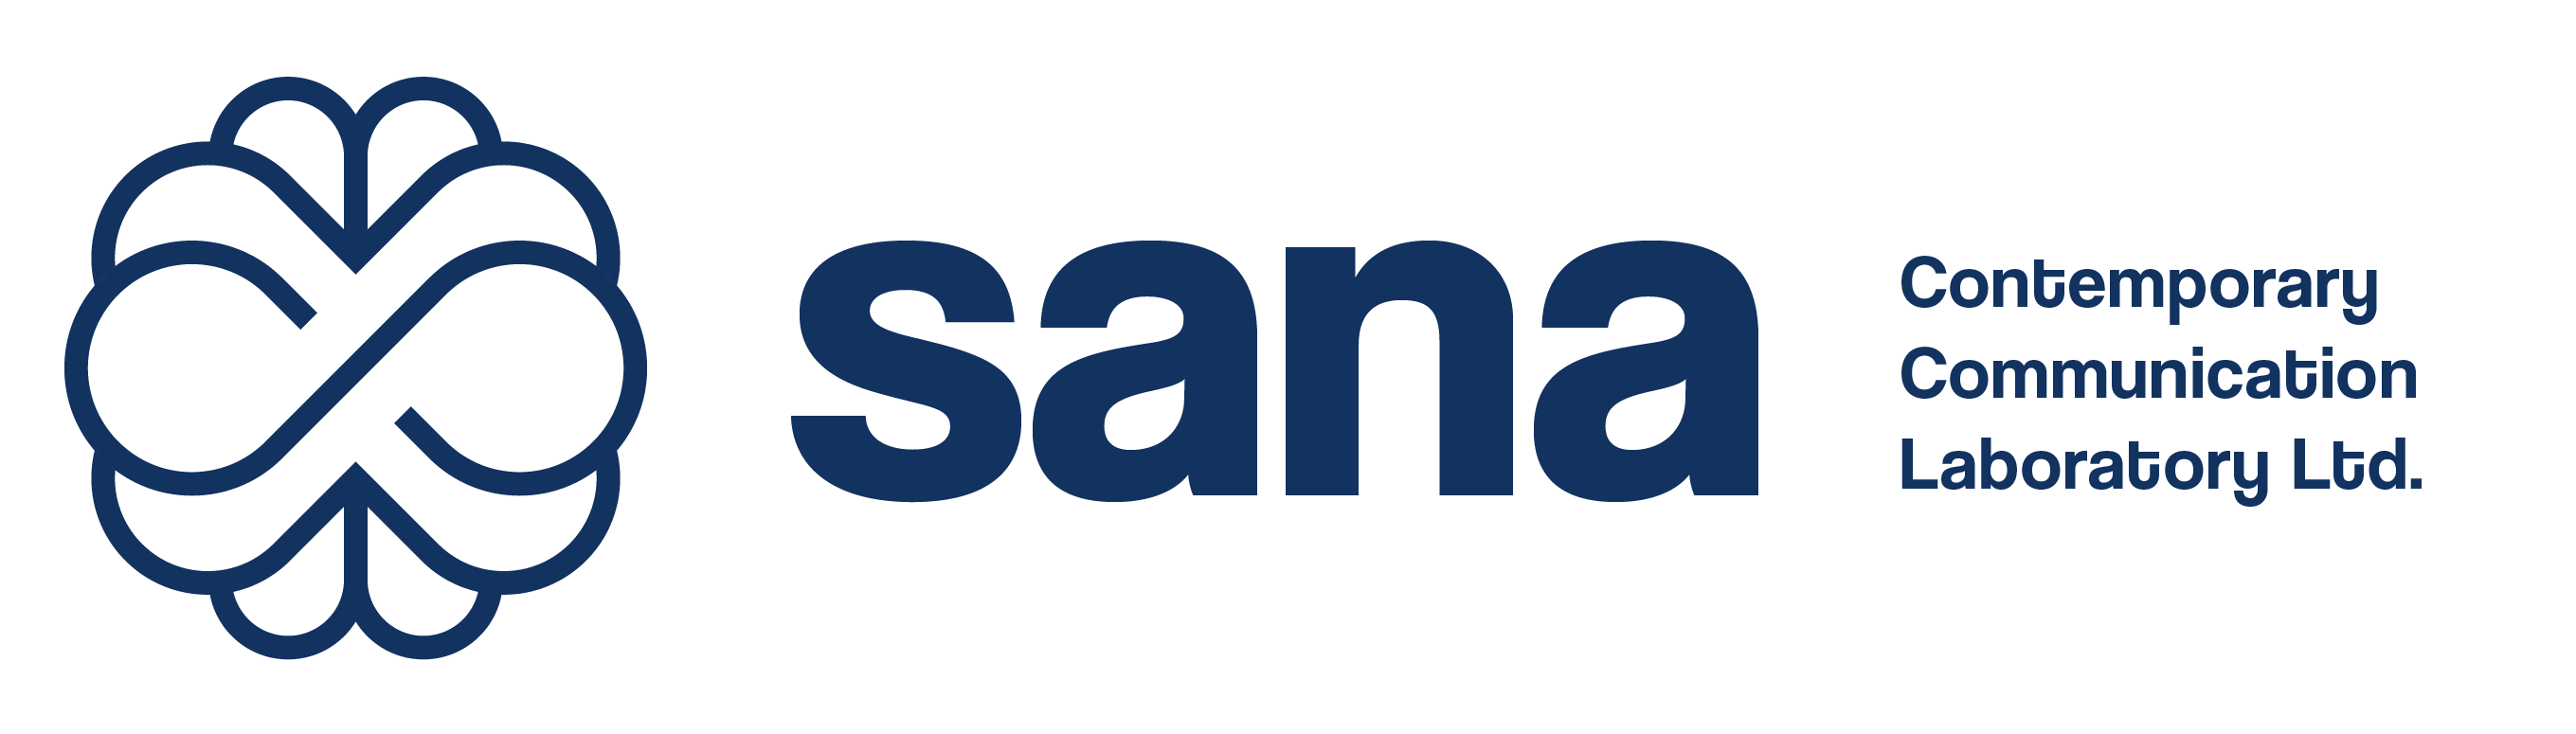 sana
Contemporary
Communication
Laboratory Ltd.